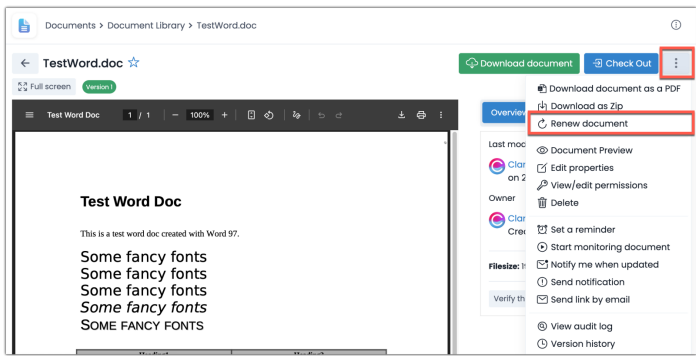 Documents > Document Library > TestWord.doc
TestWord.doc
Download document
Check Out
Full screen
Version 1
Test Word Doc
1 / 1
100%
Test Word Doc
This is a test word doc created with Word 97.
Some fancy fonts
Some fancy fonts
Some fancy fonts
Some fancy fonts
SOME FANCY FONTS
Overview
Last mod
Clar
on 2
Owner
Clar
Crea
Filesize:
Verify th
Download document as a PDF
Download as Zip
Renew document
Document Preview
Edit properties
View/edit permissions
Delete
Set a reminder
Start monitoring document
Notify me when updated
Send notification
Send link by email
View audit log
Version history